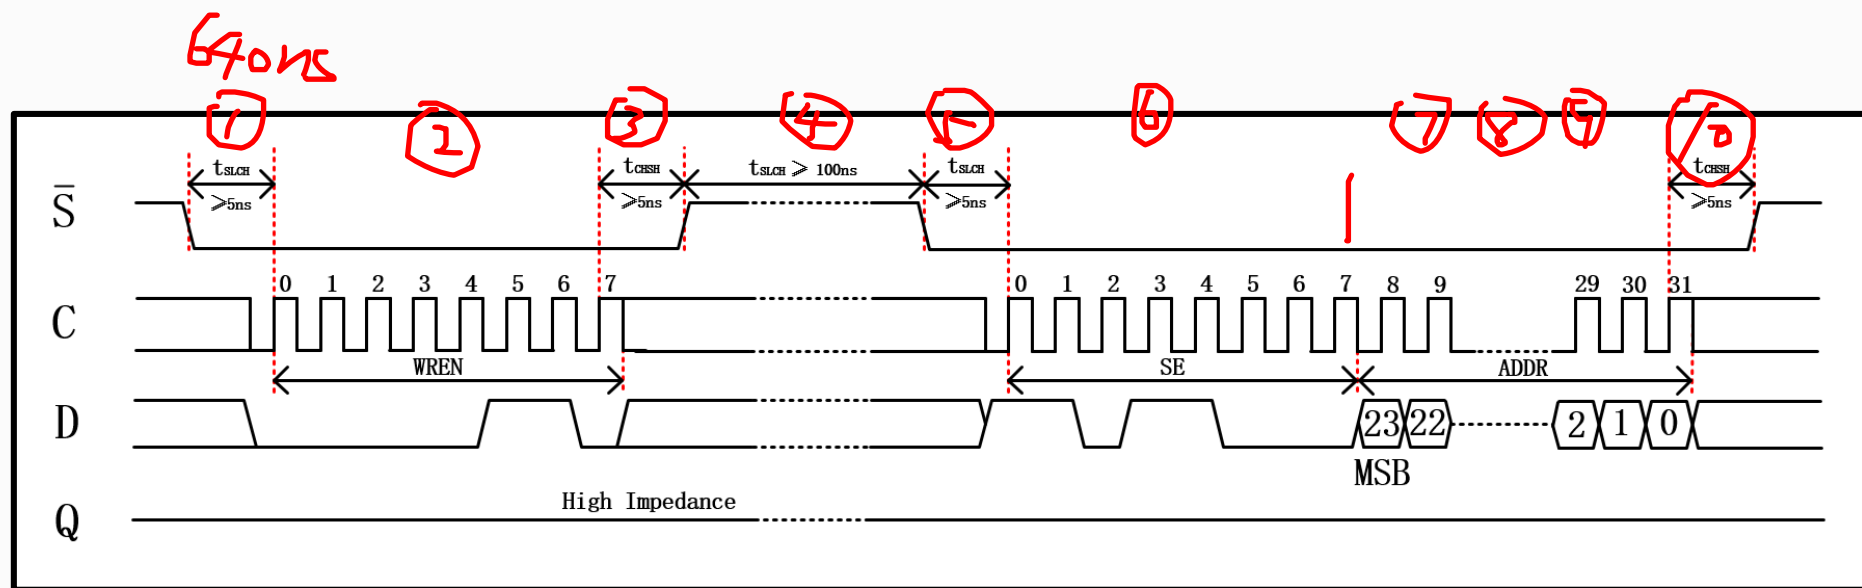 640ns
① ② ③ ④ ⑤ ⑥ ⑦ ⑧ ⑨ ⑩
tSLCH tCHSH tSLCH ⩾ 100ns tSLCH tCHSH
S̅ ⩾5ns ⩾5ns ⩾5ns ⩾5ns
0 1 2 3 4 5 6 7 0 1 2 3 4 5 6 7 8 9 29 30 31
C
WREN SE ADDR
D 23 22 2 1 0
MSB
High Impedance
Q